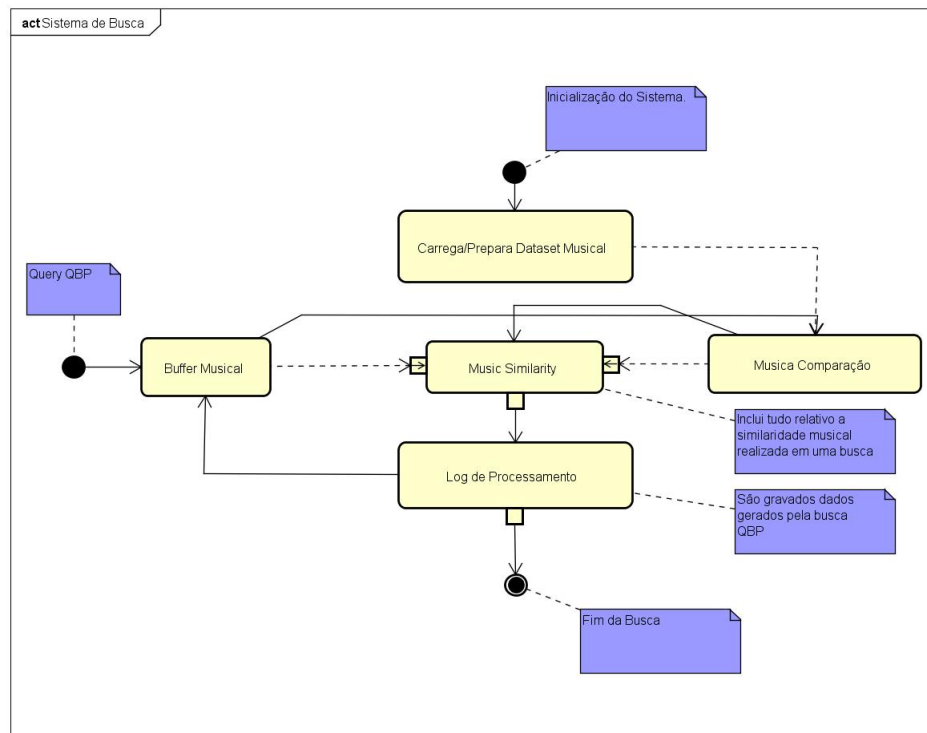 act Sistema de Busca
Inicialização do Sistema.
Carrega/Prepara Dataset Musical
Query QBP
Buffer Musical
Music Similarity
Musica Comparação
Inclui tudo relativo a
similaridade musical
realizada em uma busca
Log de Processamento
São gravados dados
gerados pela busca
QBP
Fim da Busca